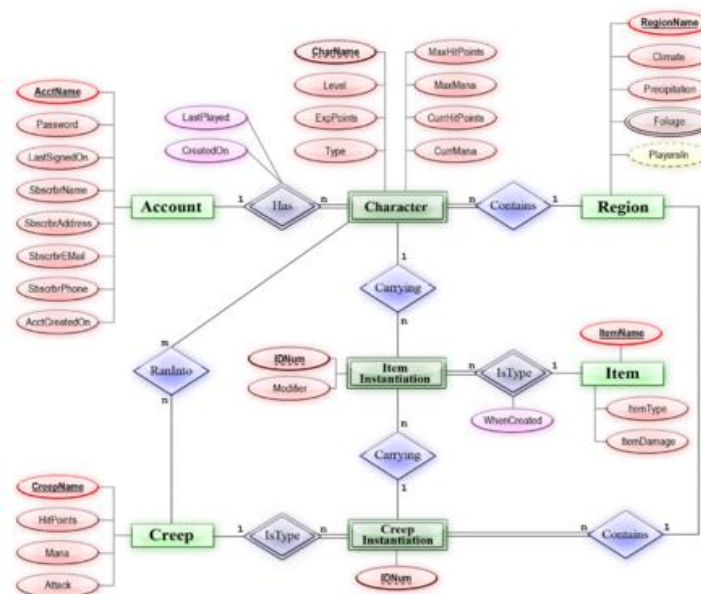 RegionName
CharName
MaxHitPoints
Climate
AcctName
Level
MaxMana
Precipitation
Password
LastPlayed
ExpPoints
CurrHitPoints
Foliage
LastSignedOn
CreatedOn
Type
CurrMana
PlayersIn
SbscrbrName
Account
1
Has
n
Character
n
Contains
1
Region
SbscrbrAddress
SbscrbrEMail
SbscrbrPhone
AcctCreatedOn
1
Carrying
n
ItemName
m
RanInto
n
IDNum
Modifier
Item
Instantiation
n
IsType
1
Item
WhenCreated
ItemType
ItemDamage
n
Carrying
1
CreepName
HitPoints
Mana
Attack
Creep
1
IsType
n
Creep
Instantiation
n
Contains
1
IDNum